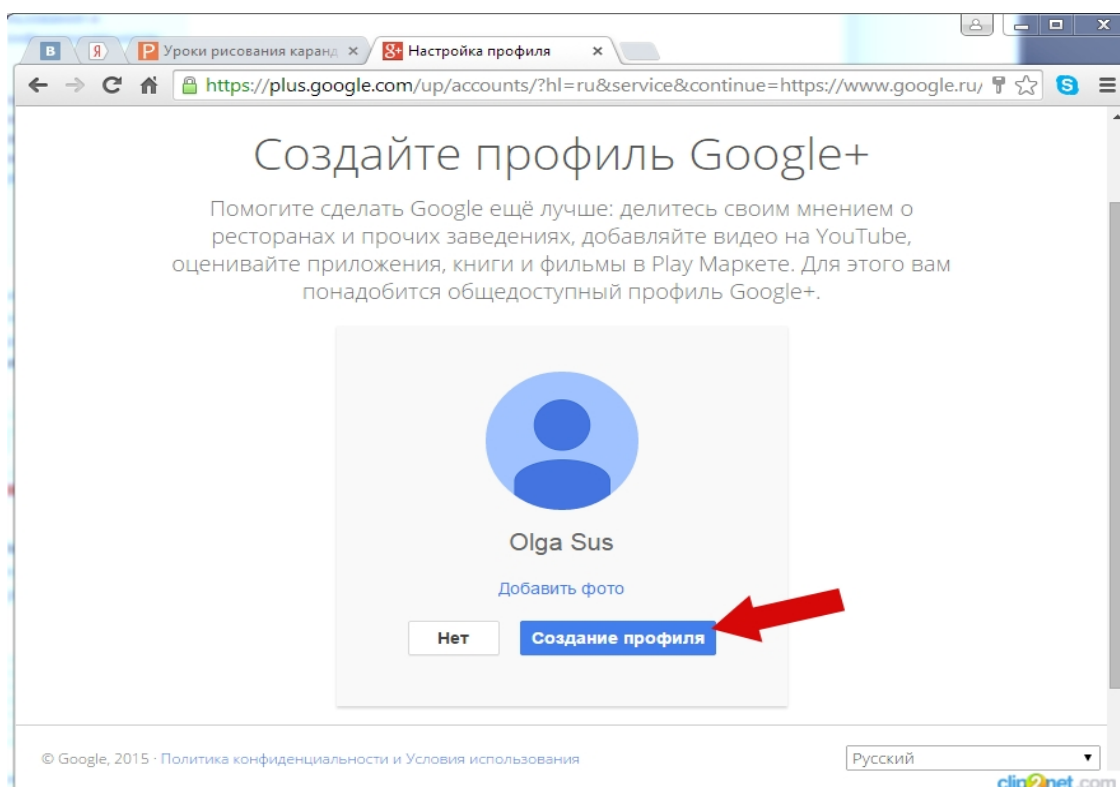 В
Я
Р Уроки рисования каранд ×
8+ Настройка профиля ×
https://plus.google.com/up/accounts/?hl=ru&service&continue=https://www.google.ru/
S
Создайте профиль Google+
Помогите сделать Google ещё лучше: делитесь своим мнением о
ресторанах и прочих заведениях, добавляйте видео на YouTube,
оценивайте приложения, книги и фильмы в Play Маркете. Для этого вам
понадобится общедоступный профиль Google+.
Olga Sus
Добавить фото
Нет
Создание профиля
© Google, 2015 · Политика конфиденциальности и Условия использования
Русский
clip2net.com